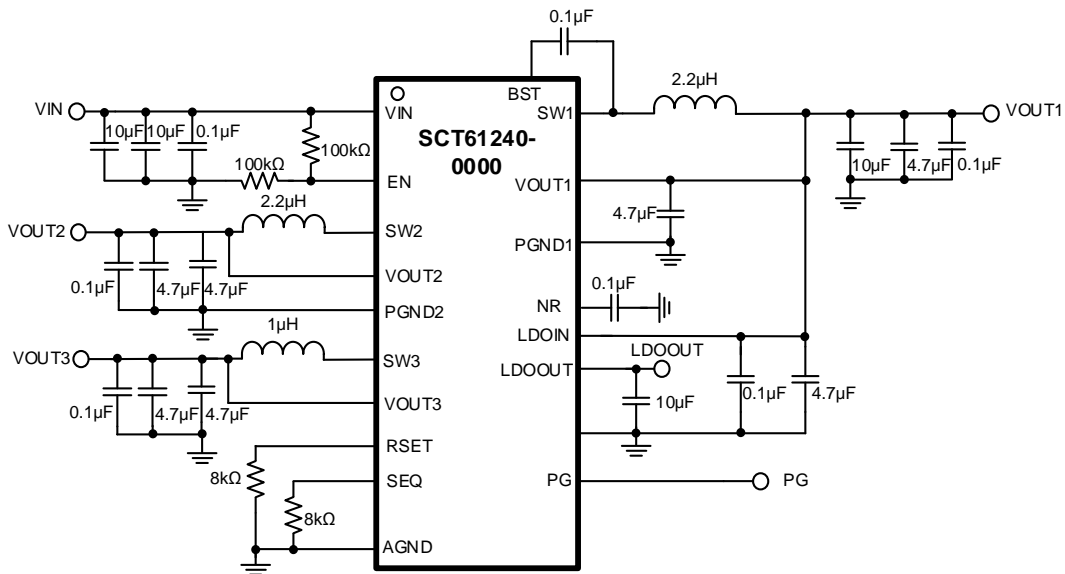 0.1µF
BST
2.2µH
VIN
VIN
SW1
VOUT1
SCT61240-
0000
10µF
10µF
0.1µF
100kΩ
100kΩ
EN
10µF
4.7µF
0.1µF
VOUT1
4.7µF
2.2µH
VOUT2
SW2
PGND1
VOUT2
0.1µF
4.7µF
4.7µF
PGND2
NR
0.1µF
1µH
LDOIN
VOUT3
SW3
LDOOUT
LDOOUT
0.1µF
4.7µF
4.7µF
VOUT3
10µF
0.1µF
4.7µF
RSET
8kΩ
SEQ
PG
PG
8kΩ
AGND